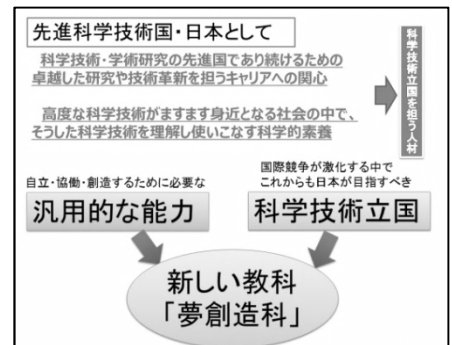 先進科学技術国・日本として
科学技術・学術研究の先進国であり続けるための
卓越した研究や技術革新を担うキャリアへの関心
高度な科学技術がますます身近となる社会の中で、
そうした科学技術を理解し使いこなす科学的素養
科学技術立国を担う人材
自立・協働・創造するために必要な
汎用的な能力
国際競争が激化する中で
これからも日本が目指すべき
科学技術立国
新しい教科
「夢創造科」